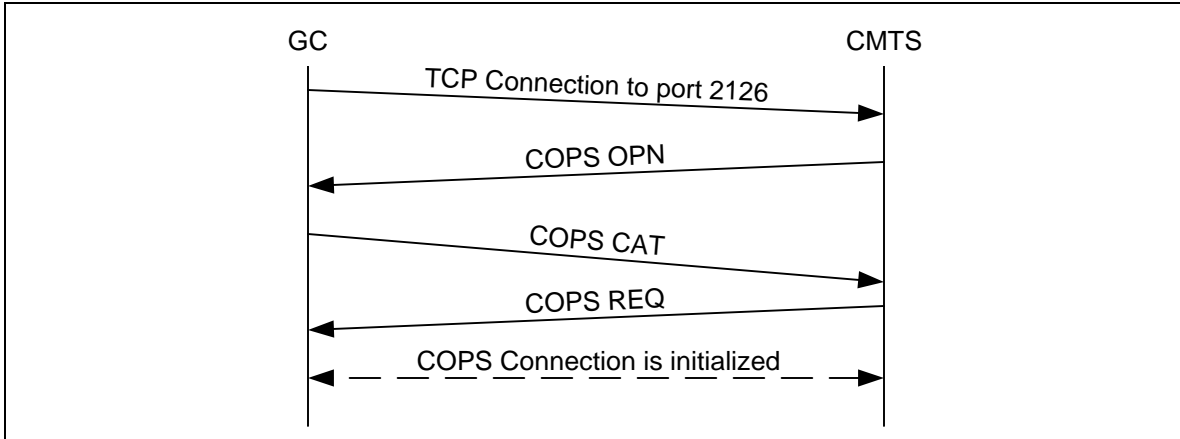 GC
CMTS
TCP Connection to port 2126
COPS OPN
COPS CAT
COPS REQ
COPS Connection is initialized